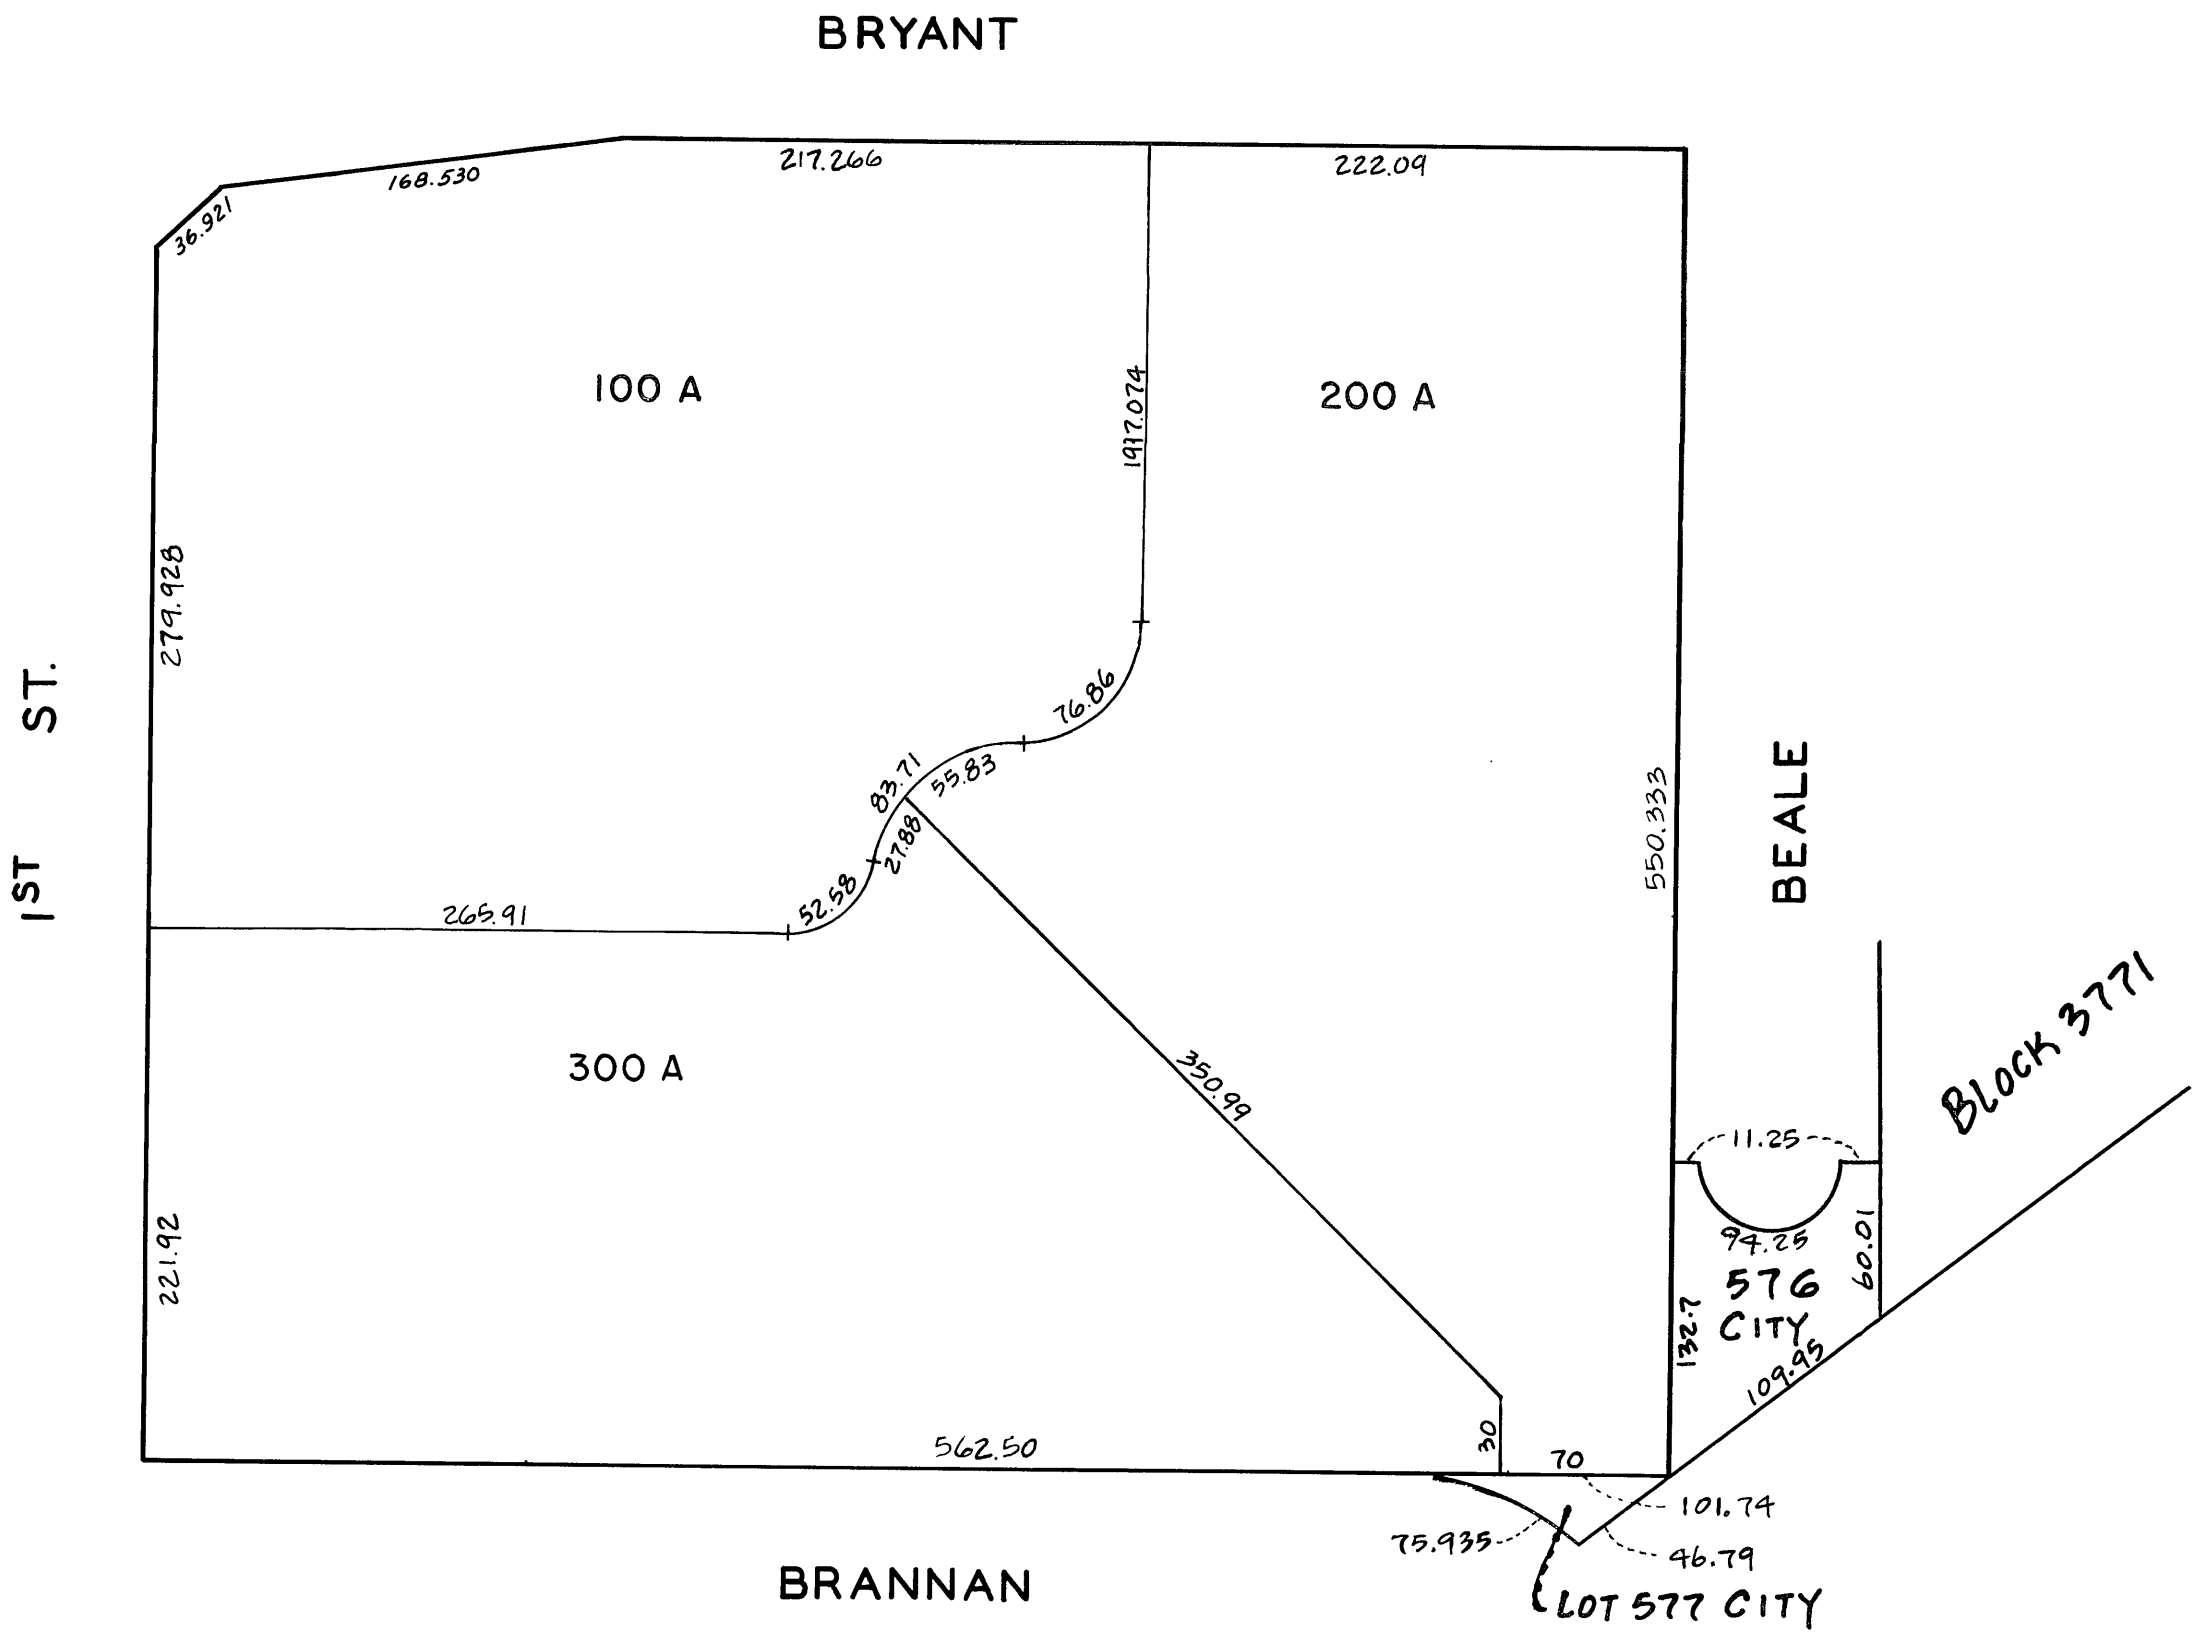 BRYANT
217.266
222.09
168.530
36.921
100 A
200 A
197.074
279.928
1ST ST.
76.86
83.71
55.83
27.88
52.58
265.91
550.333
BEALE
BLOCK 3771
300 A
350.99
11.25
94.25
60.01
576
CITY
132.7
109.95
221.92
562.50
30
70
101.74
75.935
46.79
BRANNAN
LOT 577 CITY